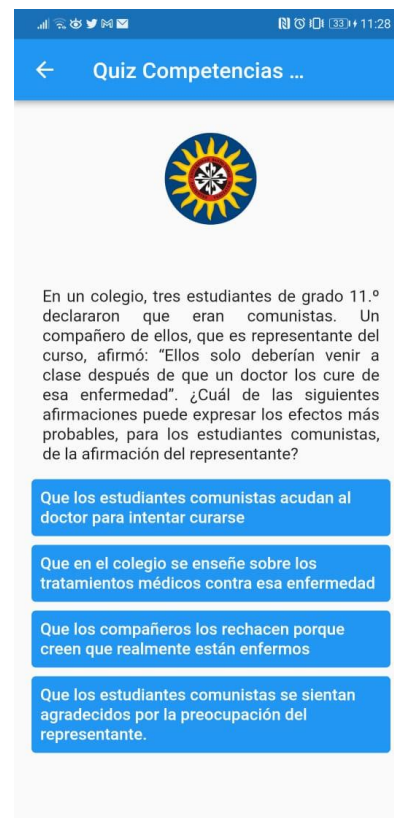 33 11:28
Quiz Competencias ...
En un colegio, tres estudiantes de grado 11.º
declararon que eran comunistas. Un
compañero de ellos, que es representante del
curso, afirmó: “Ellos solo deberían venir a
clase después de que un doctor los cure de
esa enfermedad”. ¿Cuál de las siguientes
afirmaciones puede expresar los efectos más
probables, para los estudiantes comunistas,
de la afirmación del representante?
Que los estudiantes comunistas acudan al
doctor para intentar curarse
Que en el colegio se enseñe sobre los
tratamientos médicos contra esa enfermedad
Que los compañeros los rechacen porque
creen que realmente están enfermos
Que los estudiantes comunistas se sientan
agradecidos por la preocupación del
representante.